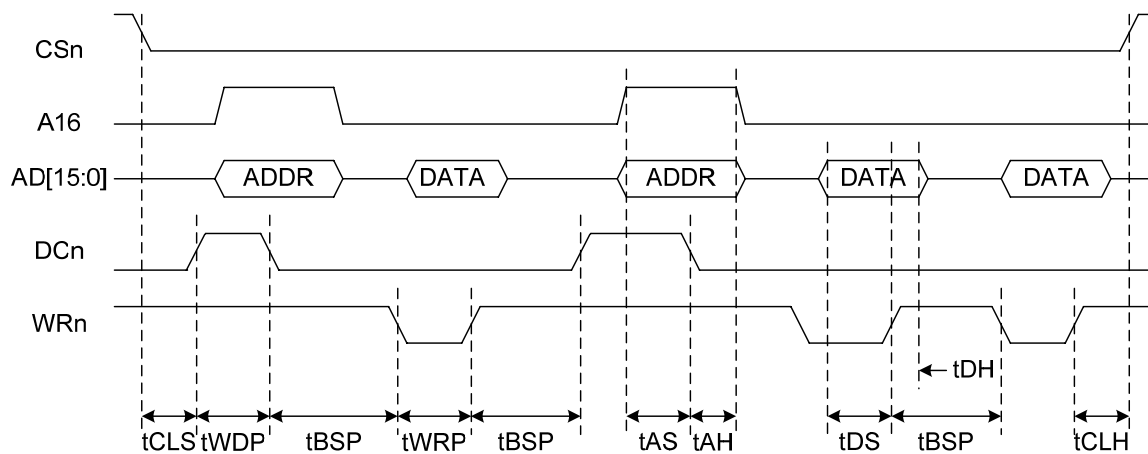 CSn
A16
AD[15:0] ADDR DATA ADDR DATA DATA
DCn
WRn
tDH
tCLS tWDP tBSP tWRP tBSP tAS tAH tDS tBSP tCLH